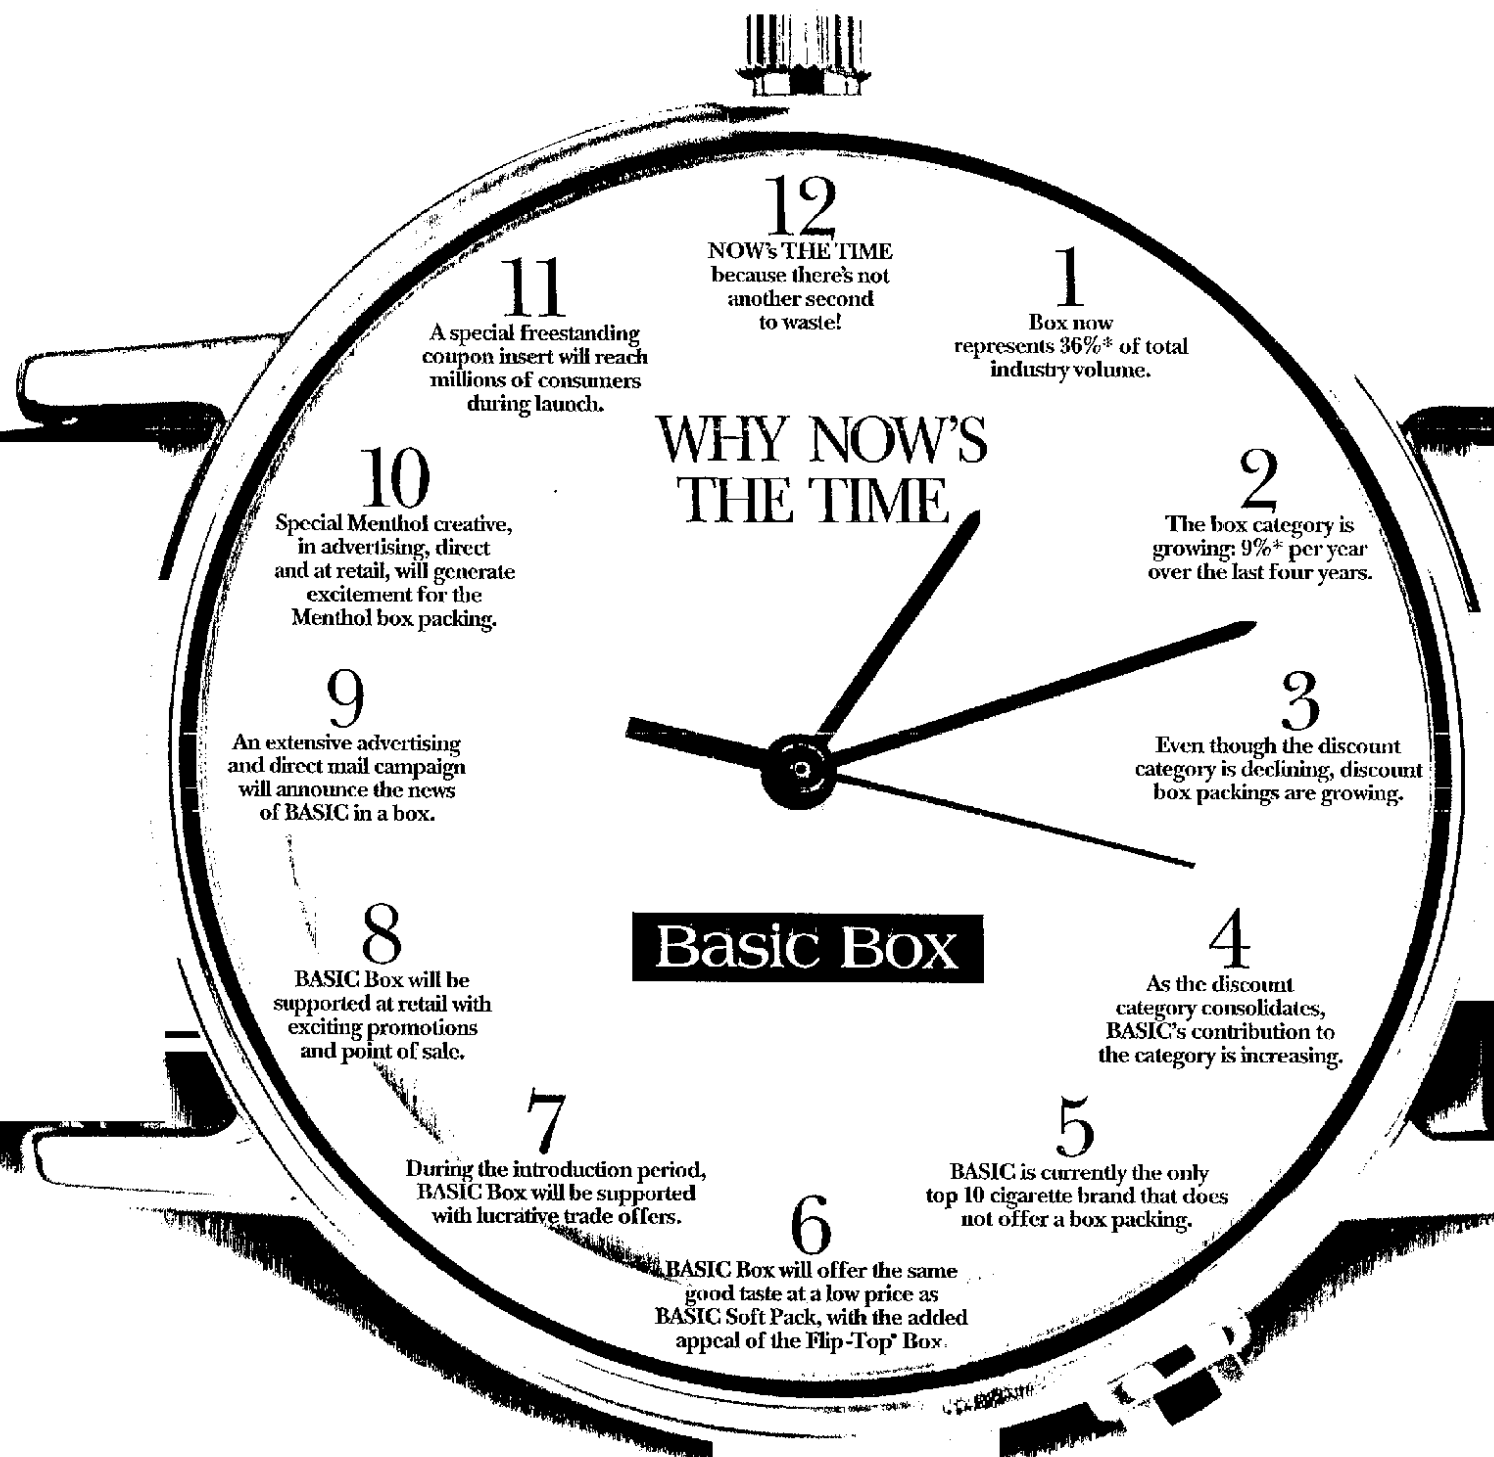 12
NOW's THE TIME
because there's not
another second
to waste!
1
Box now
represents 36%* of total
industry volume.
2
The box category is
growing: 9%* per year
over the last four years.
3
Even though the discount
category is declining, discount
box packings are growing.
4
As the discount
category consolidates,
BASIC's contribution to
the category is increasing.
5
BASIC is currently the only
top 10 cigarette brand that does
not offer a box packing.
6
BASIC Box will offer the same
good taste at a low price as
BASIC Soft Pack, with the added
appeal of the Flip-Top® Box.
7
During the introduction period,
BASIC Box will be supported
with lucrative trade offers.
8
BASIC Box will be
supported at retail with
exciting promotions
and point of sale.
9
An extensive advertising
and direct mail campaign
will announce the news
of BASIC in a box.
10
Special Menthol creative,
in advertising, direct
and at retail, will generate
excitement for the
Menthol box packing.
11
A special freestanding
coupon insert will reach
millions of consumers
during launch.
WHY NOW'S
THE TIME
Basic Box